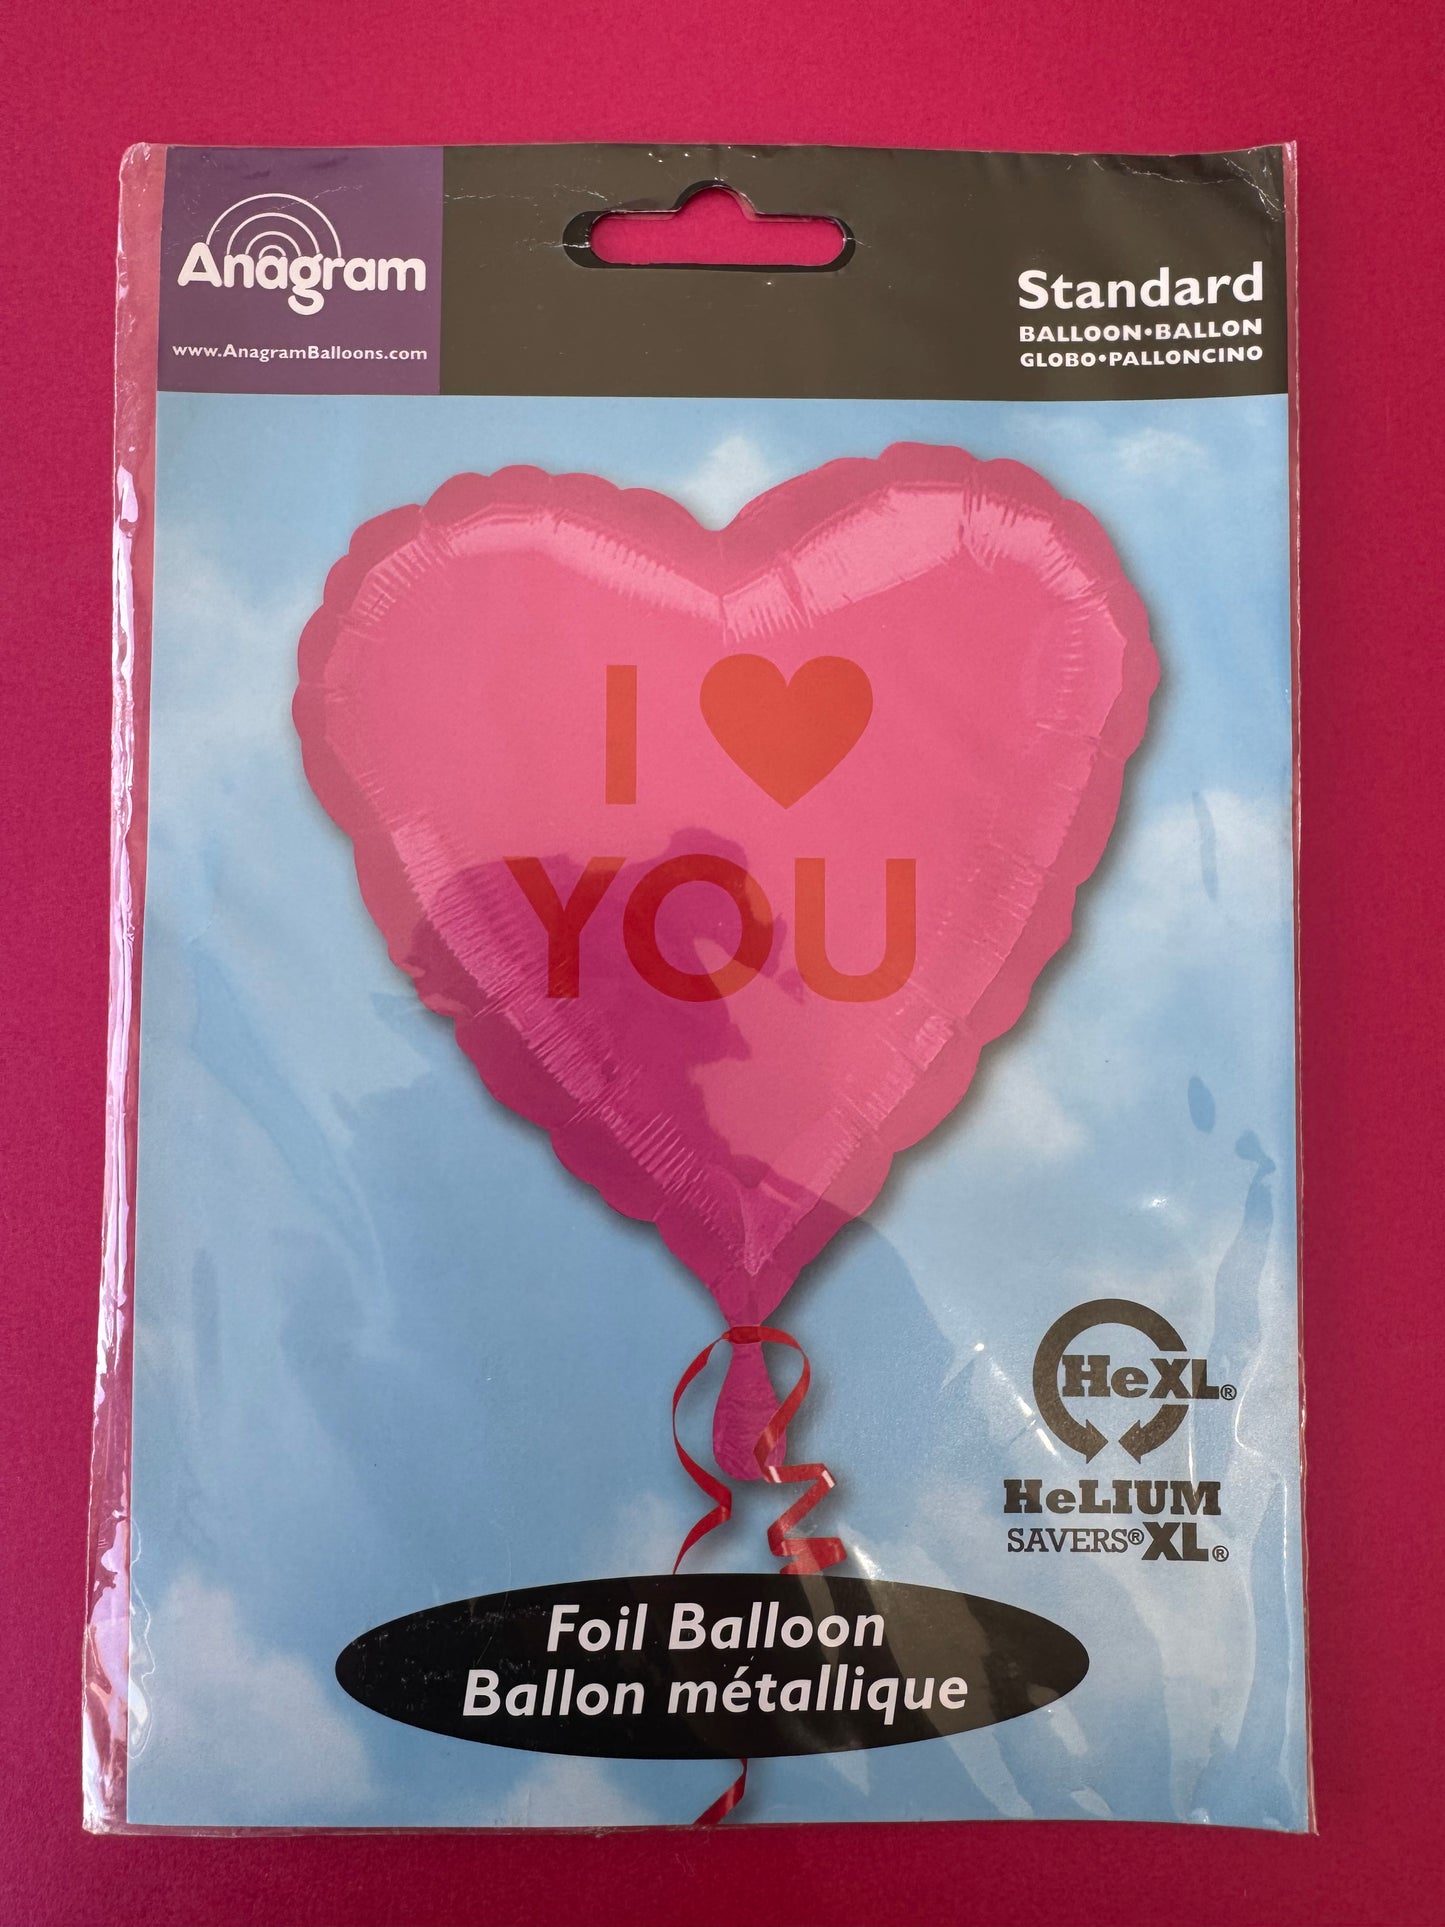 Anagram
www.AnagramBalloons.com
Standard
BALLOON•BALLON
GLOBO•PALLONCINO
I ♥
YOU
HeXL®
HeLIUM
SAVERS®XL®
Foil Balloon
Ballon métallique